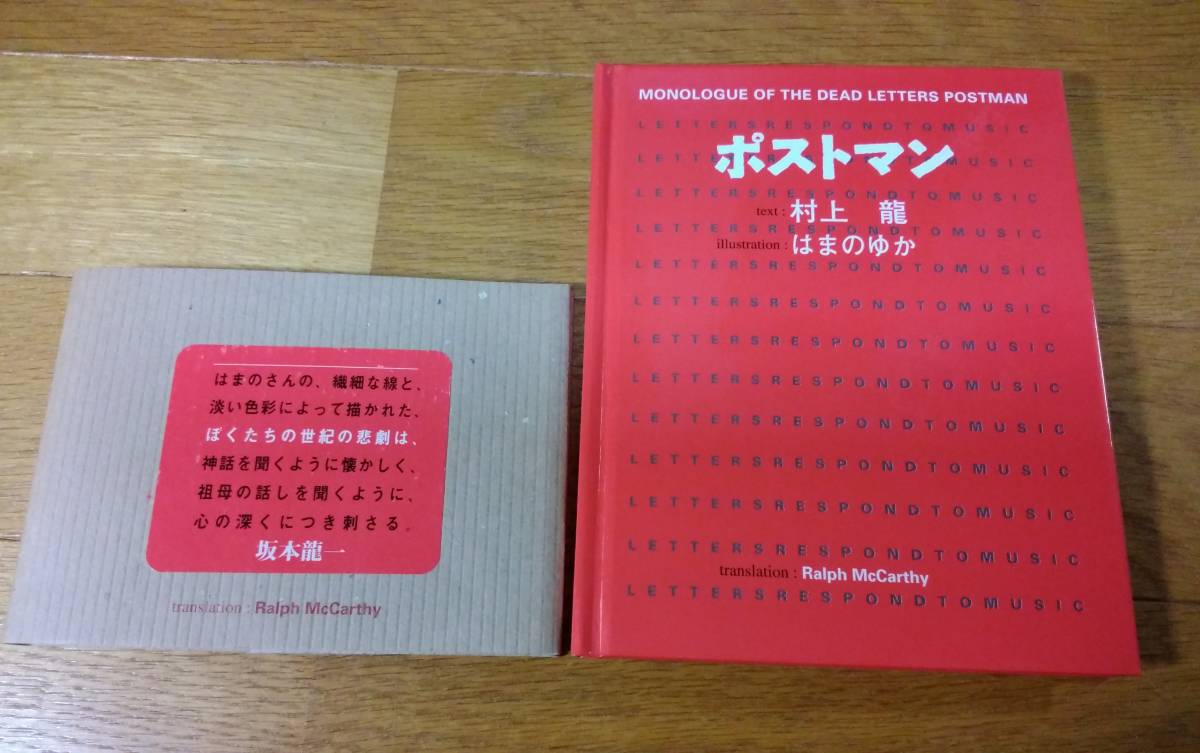 はまのさんの、繊細な線と、
淡い色彩によって描かれた、
ぼくたちの世紀の悲劇は、
神話を聞くように懐かしく、
祖母の話しを聞くように、
心の深くにつき刺さる。
坂本龍一
translation : Ralph McCarthy
MONOLOGUE OF THE DEAD LETTERS POSTMAN
LETTERSRESPONDTOMUSIC
LETTERSRESPONDTOMUSIC
ポストマン
LETTERSRESPONDTOMUSIC
text : 村上 龍
LETTERSRESPONDTOMUSIC
illustration : はまのゆか
LETTERSRESPONDTOMUSIC
LETTERSRESPONDTOMUSIC
LETTERSRESPONDTOMUSIC
LETTERSRESPONDTOMUSIC
LETTERSRESPONDTOMUSIC
LETTERSRESPONDTOMUSIC
LETTERSRESPONDTOMUSIC
LETTERSRESPONDTOMUSIC
translation : Ralph McCarthy
LETTERSRESPONDTOMUSIC